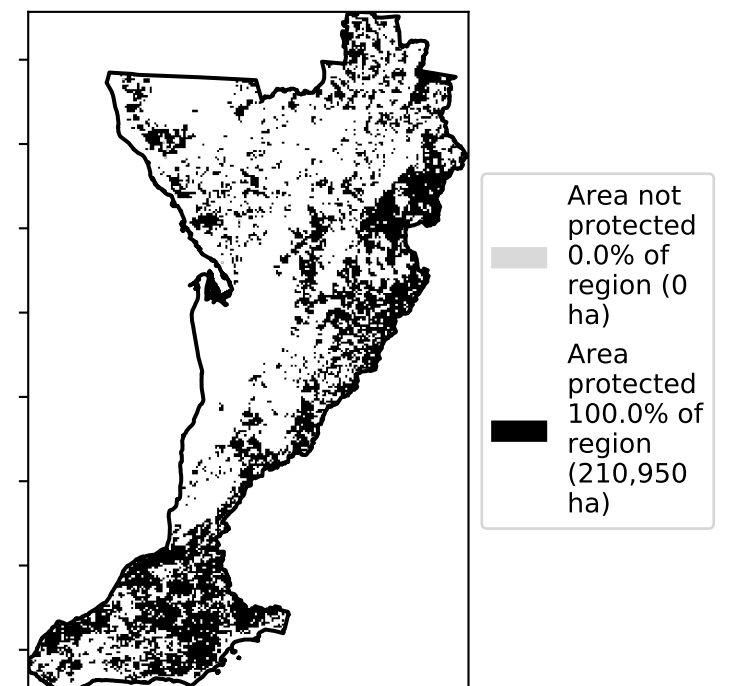 Area not
protected
0.0% of
region (0
ha)
Area
protected
100.0% of
region
(210,950
ha)